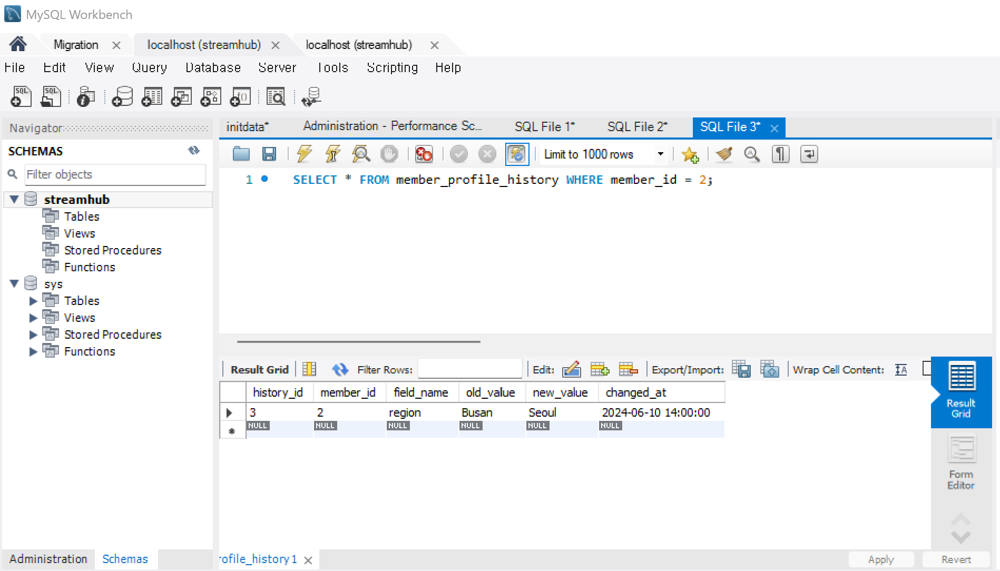 MySQL Workbench
Migration
localhost (streamhub)
localhost (streamhub)
File Edit View Query Database Server Tools Scripting Help
SQL SQL
Navigator
initdata*
Administration - Performance Sc...
SQL File 1*
SQL File 2*
SQL File 3*
SCHEMAS
Limit to 1000 rows
Filter objects
1 SELECT * FROM member_profile_history WHERE member_id = 2;
streamhub
Tables
Views
Stored Procedures
Functions
sys
Tables
Views
Stored Procedures
Functions
Result Grid Filter Rows: Edit: Export/Import: Wrap Cell Content:
history_id member_id field_name old_value new_value changed_at
3 2 region Busan Seoul 2024-06-10 14:00:00
NULL NULL NULL NULL NULL NULL
Result
Grid
Form
Editor
Administration Schemas
rofile_history1
Apply Revert